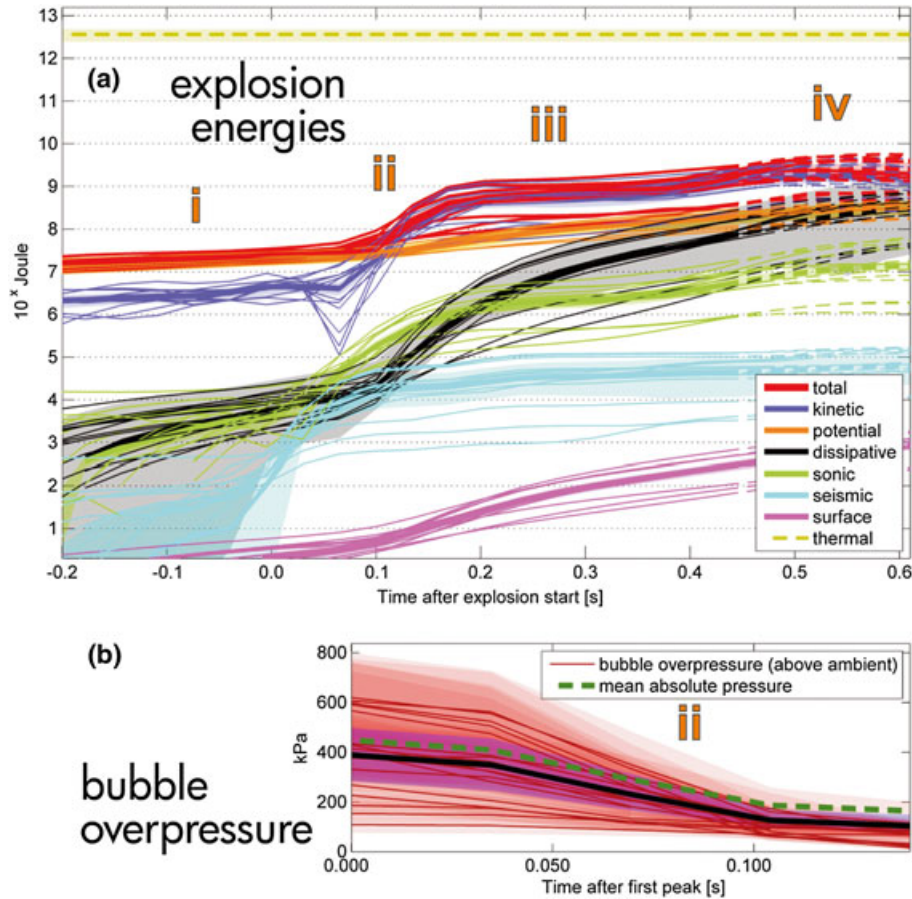 13
12
11
10
9
8
7
6
5
4
3
2
1
10 x Joule
(a)
explosion
energies
i
ii
iii
iv
total
kinetic
potential
dissipative
sonic
seismic
surface
thermal
-0.2
-0.1
0.0
0.1
0.2
0.3
0.4
0.5
0.6
Time after explosion start [s]
(b)
bubble
overpressure
800
600
400
200
0
kPa
bubble overpressure (above ambient)
mean absolute pressure
ii
0.000
0.050
0.100
Time after first peak [s]